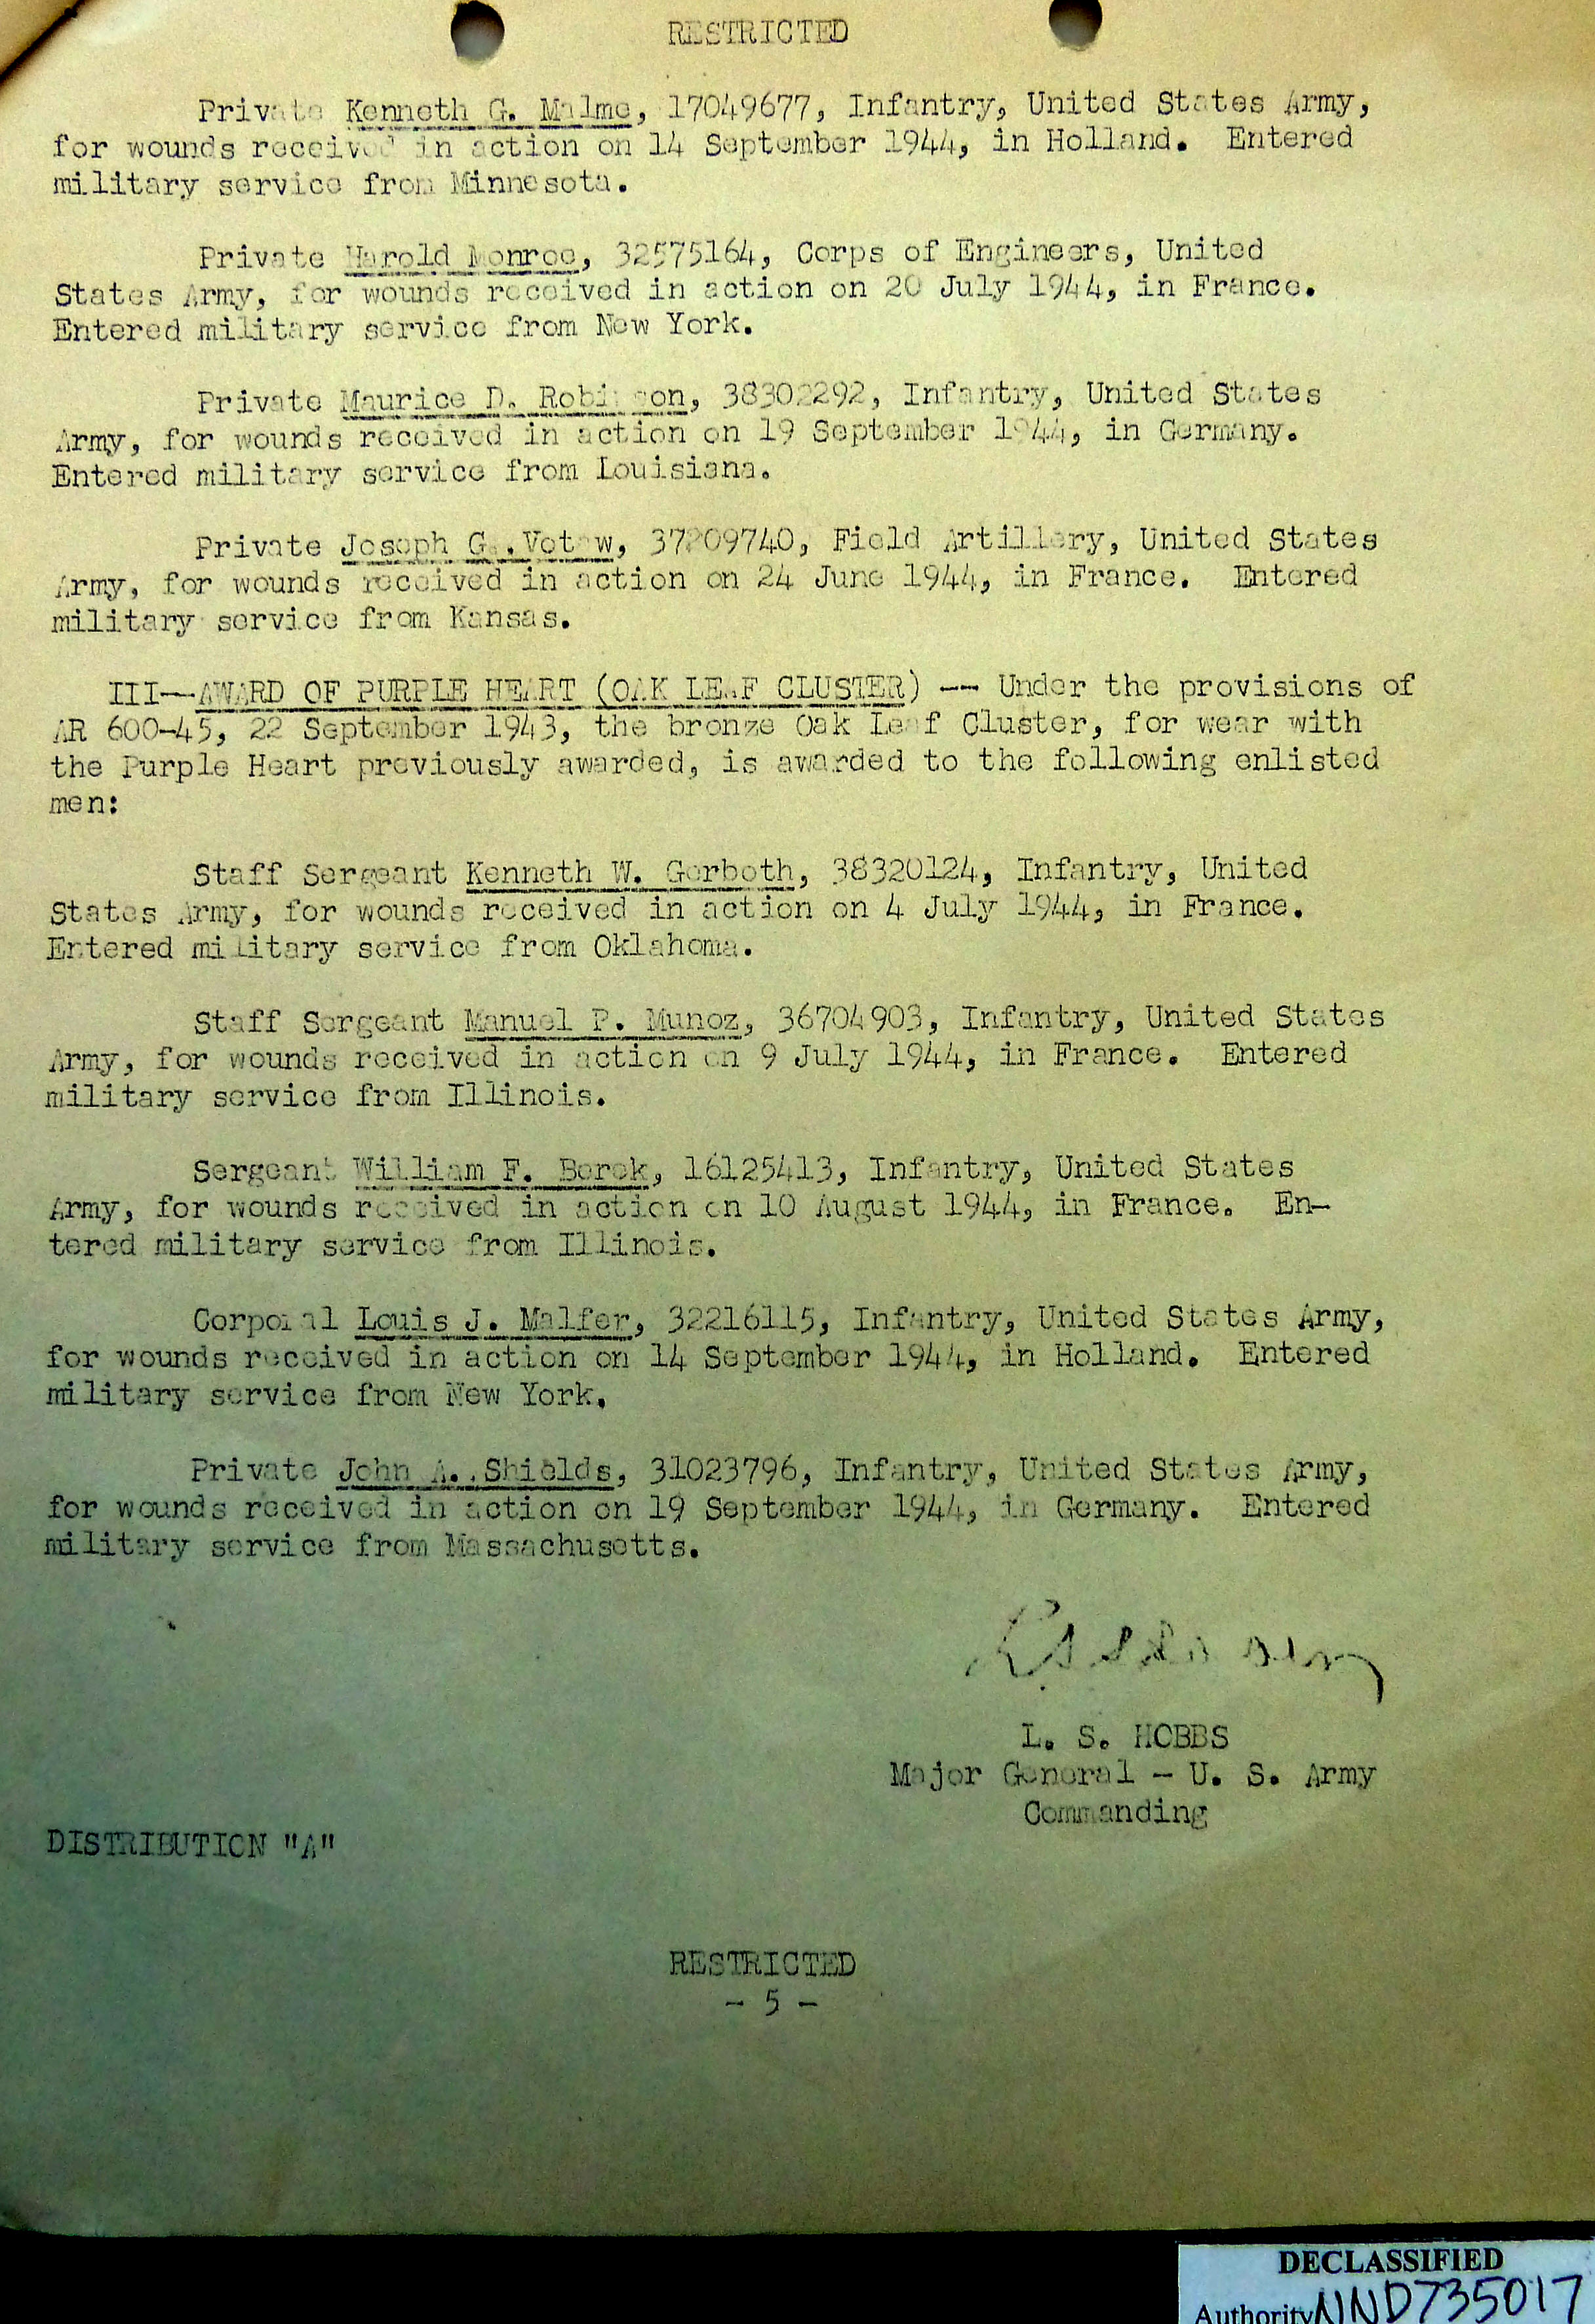 RESTRICTED
Private Kenneth G. Malme, 17049677, Infantry, United States Army,
for wounds received in action on 14 September 1944, in Holland. Entered
military service from Minnesota.
Private Harold Monroe, 32575164, Corps of Engineers, United
States Army, for wounds received in action on 20 July 1944, in France.
Entered military service from New York.
Private Maurice D. Robinson, 38302292, Infantry, United States
Army, for wounds received in action on 19 September 1944, in Germany.
Entered military service from Louisiana.
Private Joseph G. Votaw, 37209740, Field Artillery, United States
Army, for wounds received in action on 24 June 1944, in France. Entered
military service from Kansas.
III--AWARD OF PURPLE HEART (OAK LEAF CLUSTER) -- Under the provisions of
AR 600-45, 22 September 1943, the bronze Oak Leaf Cluster, for wear with
the Purple Heart previously awarded, is awarded to the following enlisted
men:
Staff Sergeant Kenneth W. Gerboth, 38320124, Infantry, United
States Army, for wounds received in action on 4 July 1944, in France.
Entered military service from Oklahoma.
Staff Sergeant Manuel P. Munoz, 36704903, Infantry, United States
Army, for wounds received in action on 9 July 1944, in France. Entered
military service from Illinois.
Sergeant William F. Berek, 16125413, Infantry, United States
Army, for wounds received in action on 10 August 1944, in France. En-
tered military service from Illinois.
Corporal Louis J. Malfer, 32216115, Infantry, United States Army,
for wounds received in action on 14 September 1944, in Holland. Entered
military service from New York.
Private John A. Shields, 31023796, Infantry, United States Army,
for wounds received in action on 19 September 1944, in Germany. Entered
military service from Massachusetts.
L. S. HOBBS
Major General - U. S. Army
Commanding
DISTRIBUTION "A"
RESTRICTED
- 5 -
DECLASSIFIED
Authority NND735017